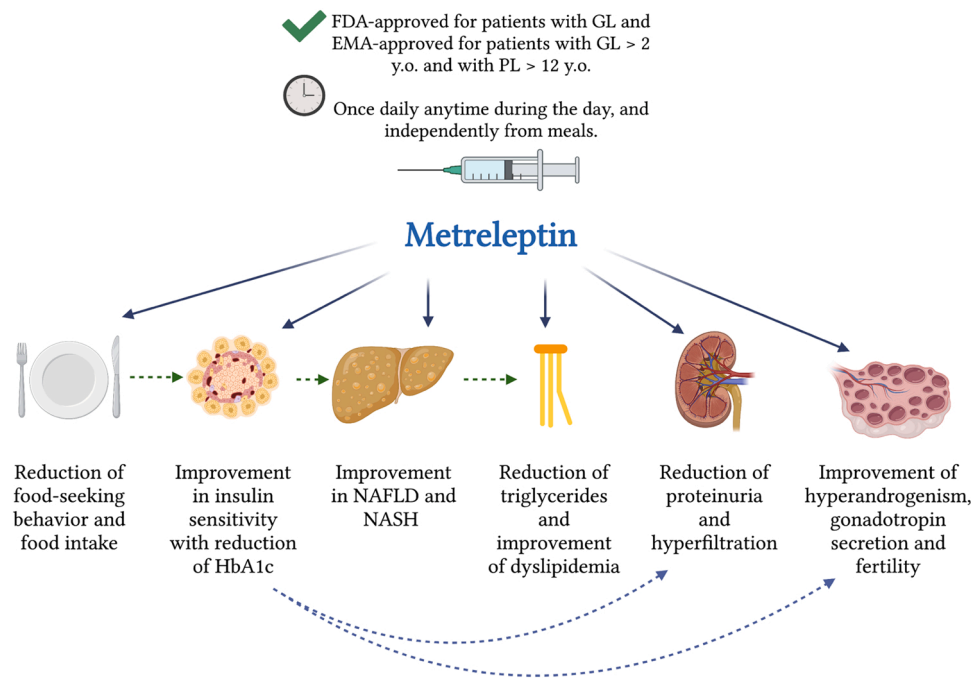 FDA-approved for patients with GL and
EMA-approved for patients with GL > 2
y.o. and with PL > 12 y.o.
Once daily anytime during the day, and
independently from meals.
Metreleptin
Reduction of
food-seeking
behavior and
food intake
Improvement
in insulin
sensitivity
with reduction
of HbA1c
Improvement
in NAFLD and
NASH
Reduction of
triglycerides
and
improvement
of dyslipidemia
Reduction of
proteinuria
and
hyperfiltration
Improvement of
hyperandrogenism,
gonadotropin
secretion and
fertility